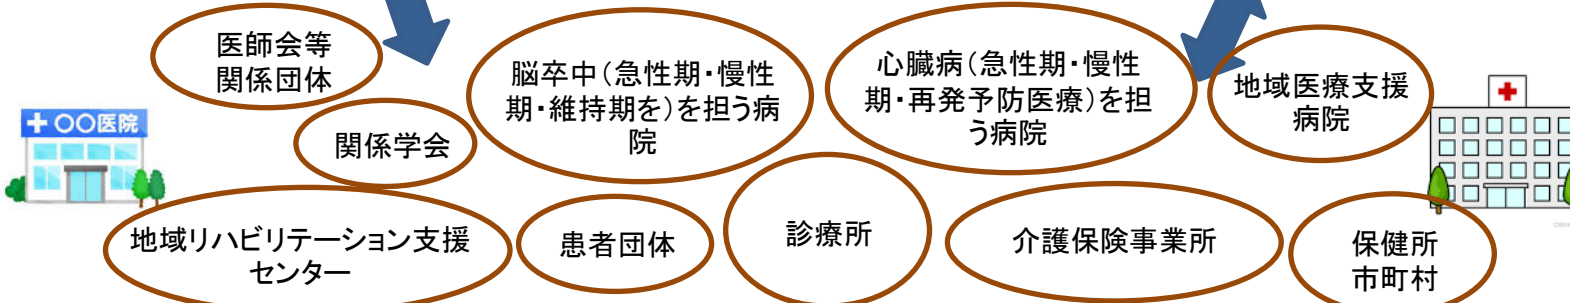 医師会等
関係団体
脳卒中(急性期・慢性
期・維持期を)を担う病
院
心臓病(急性期・慢性
期・再発予防医療)を担
う病院
地域医療支援
病院
〇〇医院
関係学会
地域リハビリテーション支援
センター
患者団体
診療所
介護保険事業所
保健所
市町村